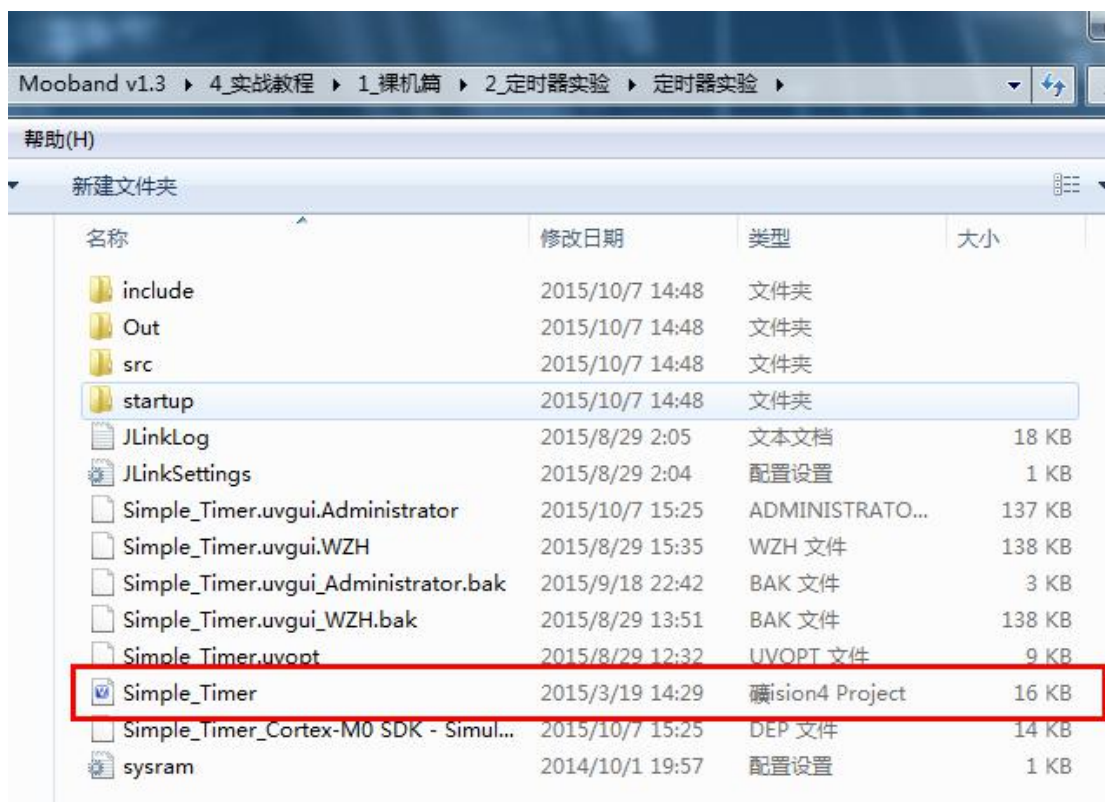 Mooband v1.3 ▸ 4_实战教程 ▸ 1_裸机篇 ▸ 2_定时器实验 ▸ 定时器实验 ▸
帮助(H)
新建文件夹
名称 修改日期 类型 大小
include 2015/10/7 14:48 文件夹
Out 2015/10/7 14:48 文件夹
src 2015/10/7 14:48 文件夹
startup 2015/10/7 14:48 文件夹
JLinkLog 2015/8/29 2:05 文本文档 18 KB
JLinkSettings 2015/8/29 2:04 配置设置 1 KB
Simple_Timer.uvgui.Administrator 2015/10/7 15:25 ADMINISTRATO... 137 KB
Simple_Timer.uvgui.WZH 2015/8/29 15:35 WZH 文件 138 KB
Simple_Timer.uvgui_Administrator.bak 2015/9/18 22:42 BAK 文件 3 KB
Simple_Timer.uvgui_WZH.bak 2015/8/29 13:51 BAK 文件 138 KB
Simple_Timer.uvopt 2015/8/29 12:32 UVOPT 文件 9 KB
Simple_Timer 2015/3/19 14:29 礦ision4 Project 16 KB
Simple_Timer_Cortex-M0 SDK - Simul... 2015/10/7 15:25 DEP 文件 14 KB
sysram 2014/10/1 19:57 配置设置 1 KB